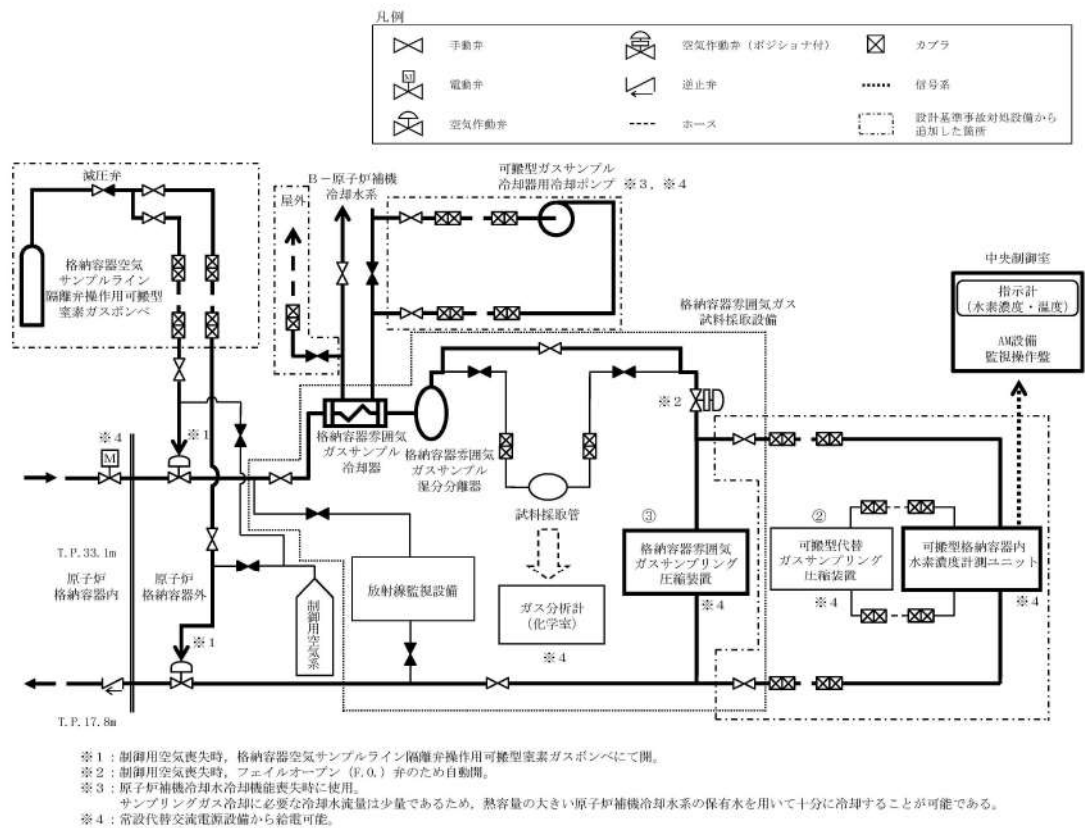 凡例
手動弁
電動弁
空気作動弁
空気作動弁（ポジショナ付）
逆止弁
ホース
カプラ
信号系
設計基準事故対処設備から
追加した箇所
減圧弁
格納容器空気
サンプルライン
隔離弁操作用可搬型
窒素ガスボンベ
屋外
B－原子炉補機
冷却水系
可搬型ガスサンプル
冷却器用冷却ポンプ ※3，※4
格納容器雰囲気ガス
試料採取設備
中央制御室
指示計
（水素濃度・温度）
AM設備
監視操作盤
※4
M
※1
格納容器雰囲気
ガスサンプル
冷却器
格納容器雰囲気
ガスサンプル
湿分分離器
※2
試料採取管
ガス分析計
（化学室）
※4
③
格納容器雰囲気
ガスサンプリング
圧縮装置
※4
②
可搬型代替
ガスサンプリング
圧縮装置
※4
可搬型格納容器内
水素濃度計測ユニット
※4
放射線監視設備
制御用空気系
T.P.33.1m
原子炉
格納容器内
原子炉
格納容器外
※1
T.P.17.8m
※1：制御用空気喪失時，格納容器空気サンプルライン隔離弁操作用可搬型窒素ガスボンベにて開。
※2：制御用空気喪失時，フェイルオープン（F.O.）弁のため自動開。
※3：原子炉補機冷却水冷却機能喪失時に使用。
サンプリングガス冷却に必要な冷却水流量は少量であるため，熱容量の大きい原子炉補機冷却水系の保有水を用いて十分に冷却することが可能である。
※4：常設代替交流電源設備から給電可能。